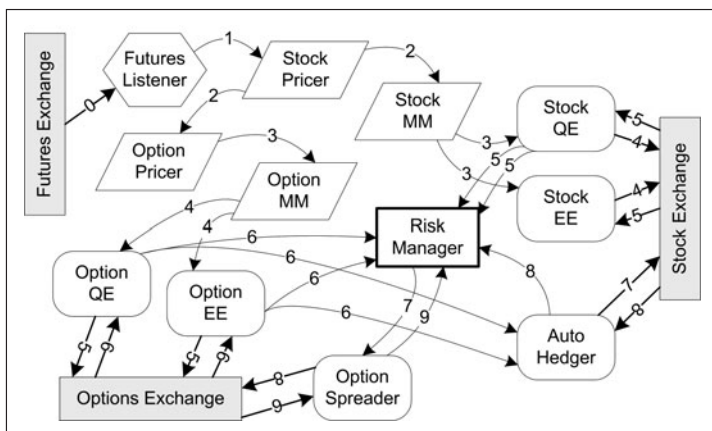 Futures Exchange
0
Futures
Listener
1
Stock
Pricer
2
2
Stock
MM
3
3
Stock
QE
5
4
Stock
EE
4
5
Stock Exchange
5
5
Option
Pricer
3
Option
MM
4
4
Risk
Manager
Option
QE
6
6
Option
EE
6
6
7
9
8
7
8
Auto
Hedger
5
6
5
6
Options Exchange
8
9
Option
Spreader